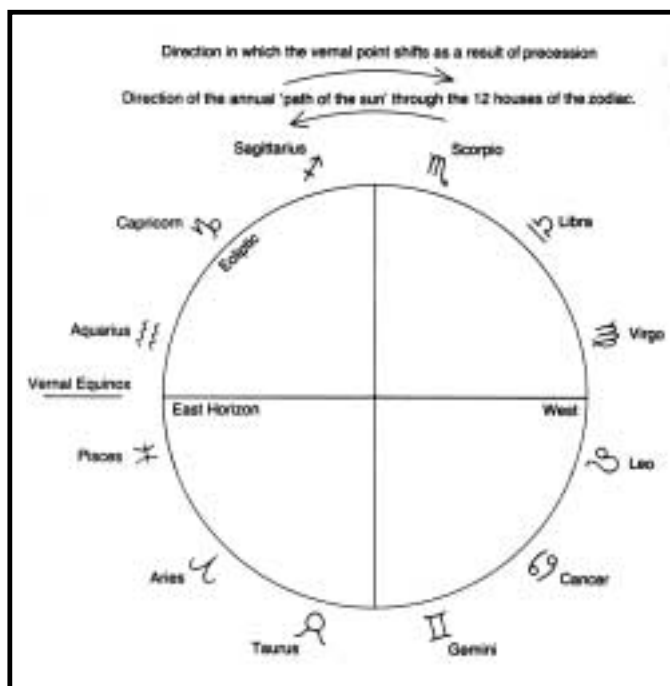 Direction in which the vernal point shifts as a result of precession
Direction of the annual 'path of the sun' through the 12 houses of the zodiac.
Sagittarius
Scorpio
Capricorn
Libra
Ecliptic
Aquarius
Virgo
Vernal Equinox
East Horizon
West
Pisces
Leo
Aries
Cancer
Taurus
Gemini